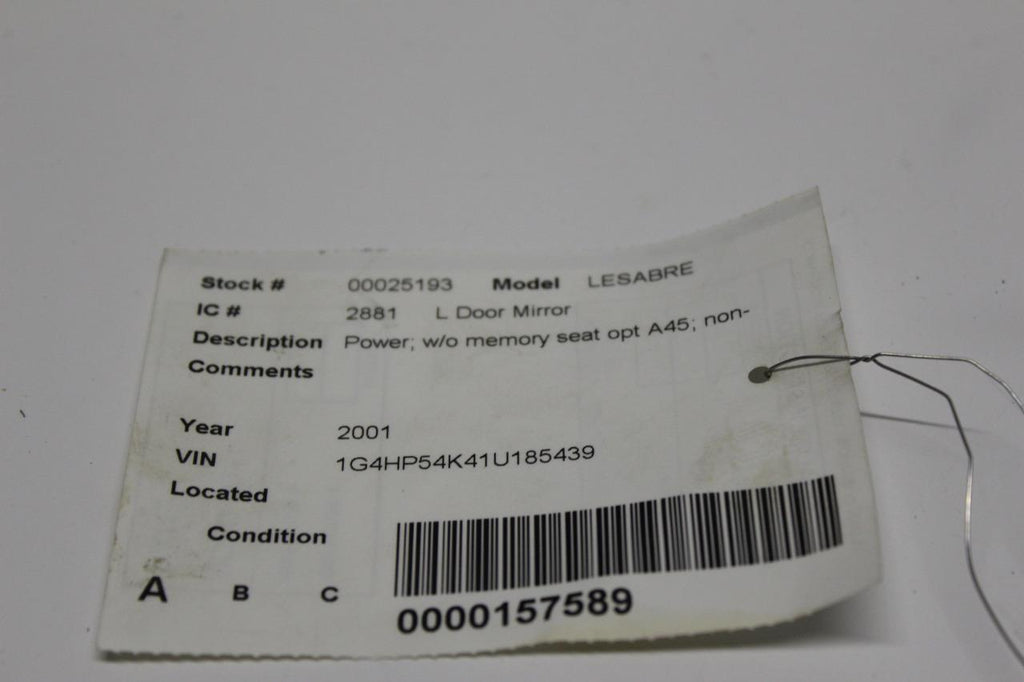 Stock # 00025193 Model LESABRE
IC # 2881 L Door Mirror
Description Power; w/o memory seat opt A45; non-
Comments
Year 2001
VIN 1G4HP54K41U185439
Located
Condition
A B C
0000157589